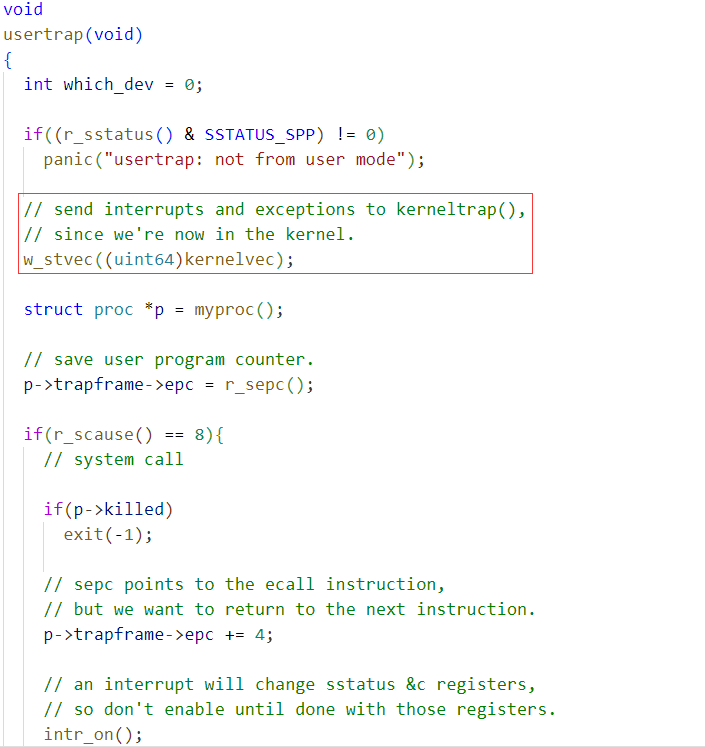 void
usertrap(void)
{
int which_dev = 0;
if((r_sstatus() & SSTATUS_SPP) != 0)
panic("usertrap: not from user mode");
// send interrupts and exceptions to kerneltrap(),
// since we're now in the kernel.
w_stvec((uint64)kernelvec);
struct proc *p = myproc();
// save user program counter.
p->trapframe->epc = r_sepc();
if(r_scause() == 8){
// system call
if(p->killed)
exit(-1);
// sepc points to the ecall instruction,
// but we want to return to the next instruction.
p->trapframe->epc += 4;
// an interrupt will change sstatus &c registers,
// so don't enable until done with those registers.
intr_on();